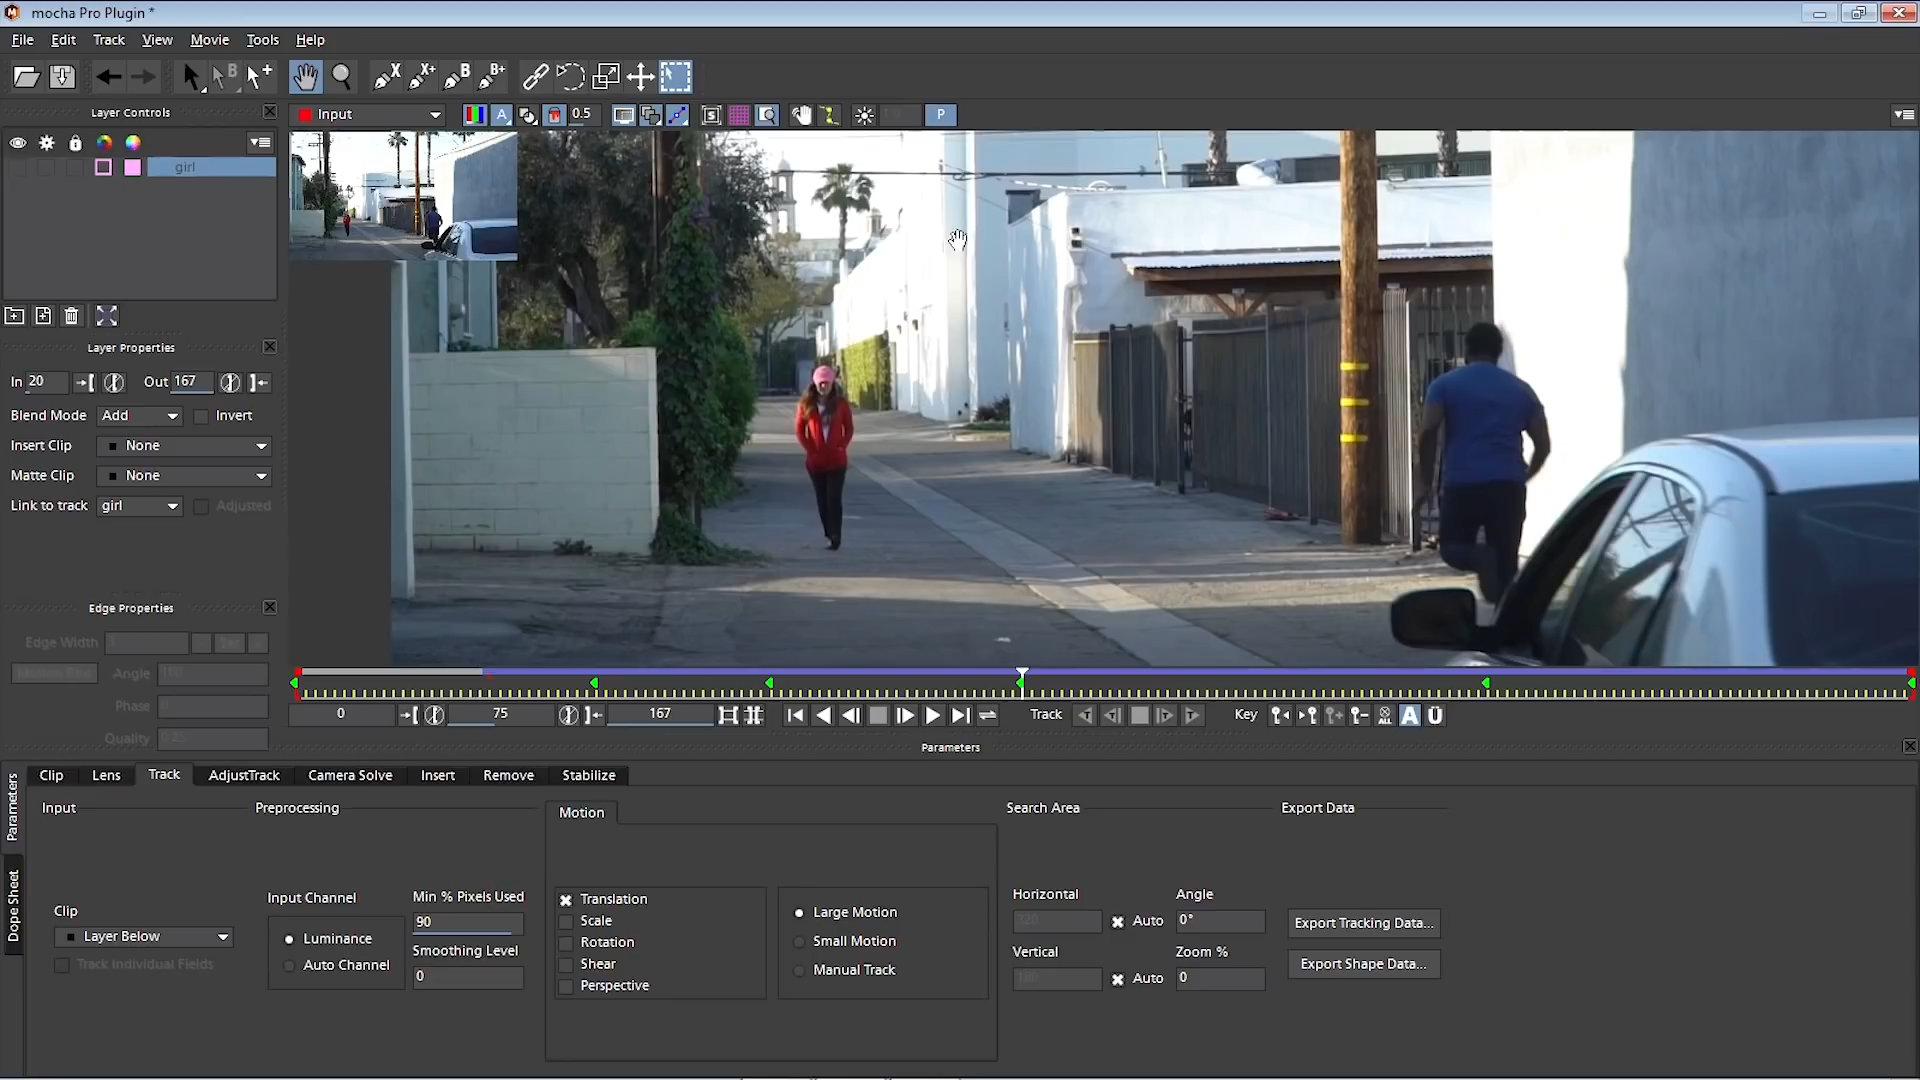 mocha Pro Plugin *
File Edit Track View Movie Tools Help
Layer Controls
Input 0.5 P
girl
Layer Properties
In 20 Out 167
Blend Mode Add Invert
Insert Clip None
Matte Clip None
Link to track girl Adjusted
Edge Properties
Edge Width
Angle
Phase
Quality
0 75 167 Track Key
Parameters
Clip Lens Track AdjustTrack Camera Solve Insert Remove Stabilize
Parameters
Dope Sheet
Input Preprocessing Motion Search Area Export Data
Clip
Layer Below
Track Individual Fields
Input Channel
Luminance
Auto Channel
Min % Pixels Used
90
Smoothing Level
0
Translation
Scale
Rotation
Shear
Perspective
Large Motion
Small Motion
Manual Track
Horizontal Angle
Auto 0°
Vertical Zoom %
Auto 0
Export Tracking Data...
Export Shape Data...